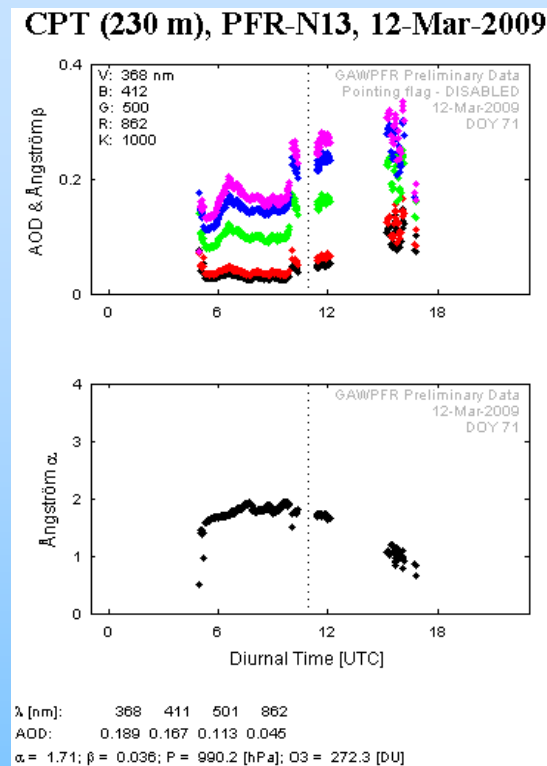 CPT (230 m), PFR-N13, 12-Mar-2009
0.4
V: 368 nm
B: 412
G: 500
R: 862
K: 1000
GAWPFR Preliminary Data
Pointing flag - DISABLED
12-Mar-2009
DOY 71
AOD & Ångström β
0.2
0
0 6 12 18
4
GAWPFR Preliminary Data
12-Mar-2009
DOY 71
3
Ångström α
2
1
0
0 6 12 18
Diurnal Time [UTC]
λ [nm]: 368 411 501 862
AOD: 0.189 0.167 0.113 0.045
α = 1.71; β = 0.036; P = 990.2 [hPa]; O3 = 272.3 [DU]